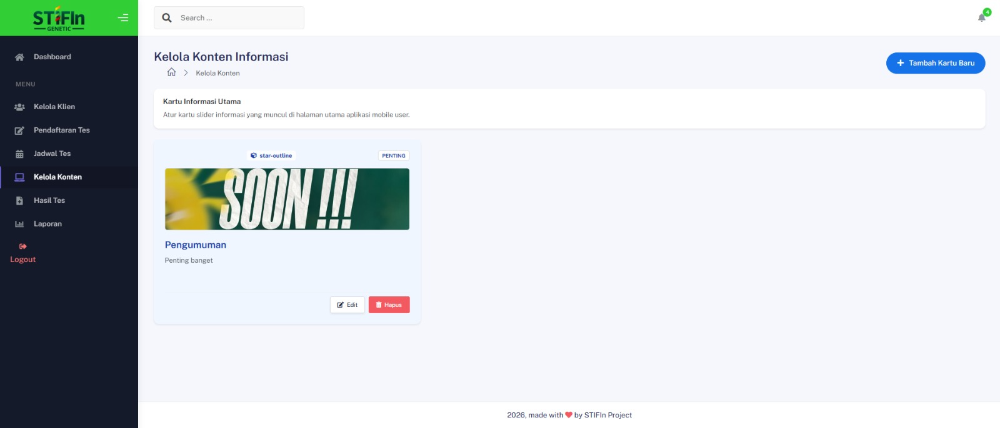 STIFIn
GENETIC
Search ...
4
Dashboard
MENU
Kelola Klien
Pendaftaran Tes
Jadwal Tes
Kelola Konten
Hasil Tes
Laporan
Logout
Kelola Konten Informasi
Kelola Konten
Tambah Kartu Baru
Kartu Informasi Utama
Atur kartu slider informasi yang muncul di halaman utama aplikasi mobile user.
star-outline
PENTING
SOON !!!
Pengumuman
Penting banget
Edit
Hapus
2026, made with ❤ by STIFIn Project